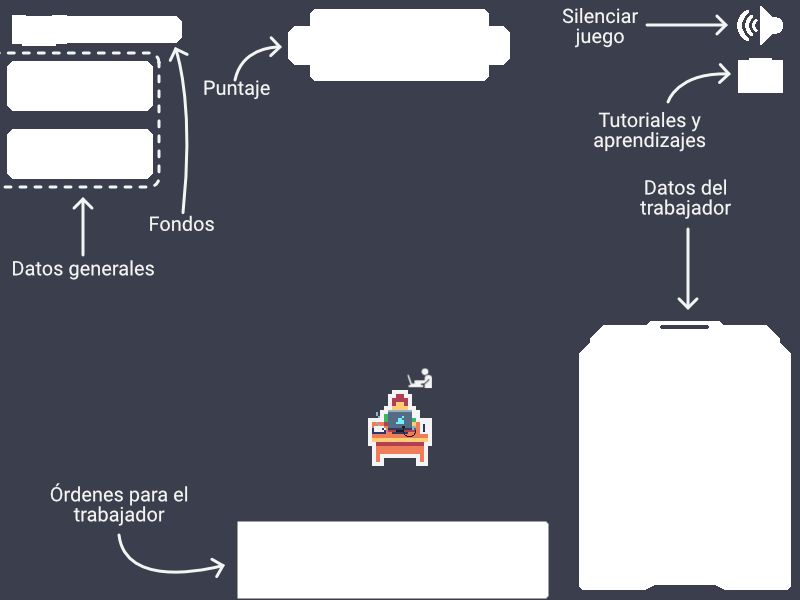 Silenciar
juego
Puntaje
Tutoriales y
aprendizajes
Datos del
trabajador
Fondos
Datos generales
Órdenes para el
trabajador